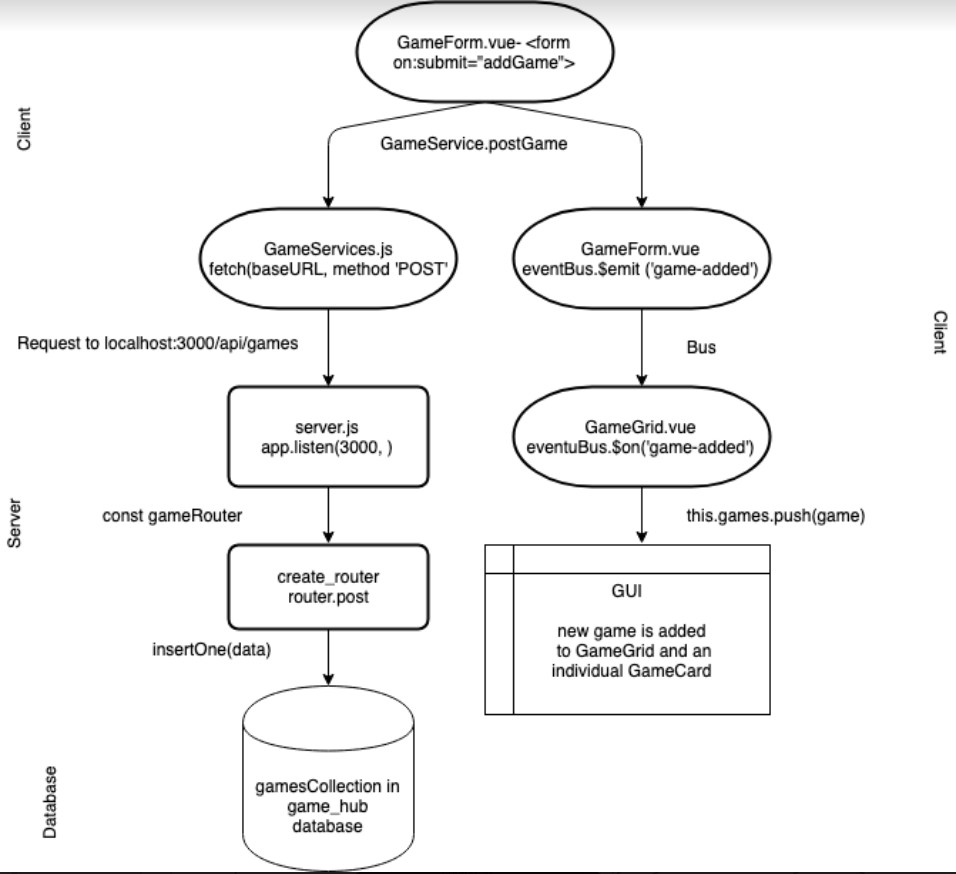 GameForm.vue- <form
on:submit="addGame">
Client
GameService.postGame
GameServices.js
fetch(baseURL, method 'POST'
GameForm.vue
eventBus.$emit ('game-added')
Request to localhost:3000/api/games
Bus
Client
server.js
app.listen(3000, )
GameGrid.vue
eventuBus.$on('game-added')
Server
const gameRouter
this.games.push(game)
create_router
router.post
GUI
new game is added
to GameGrid and an
individual GameCard
insertOne(data)
Database
gamesCollection in
game_hub
database